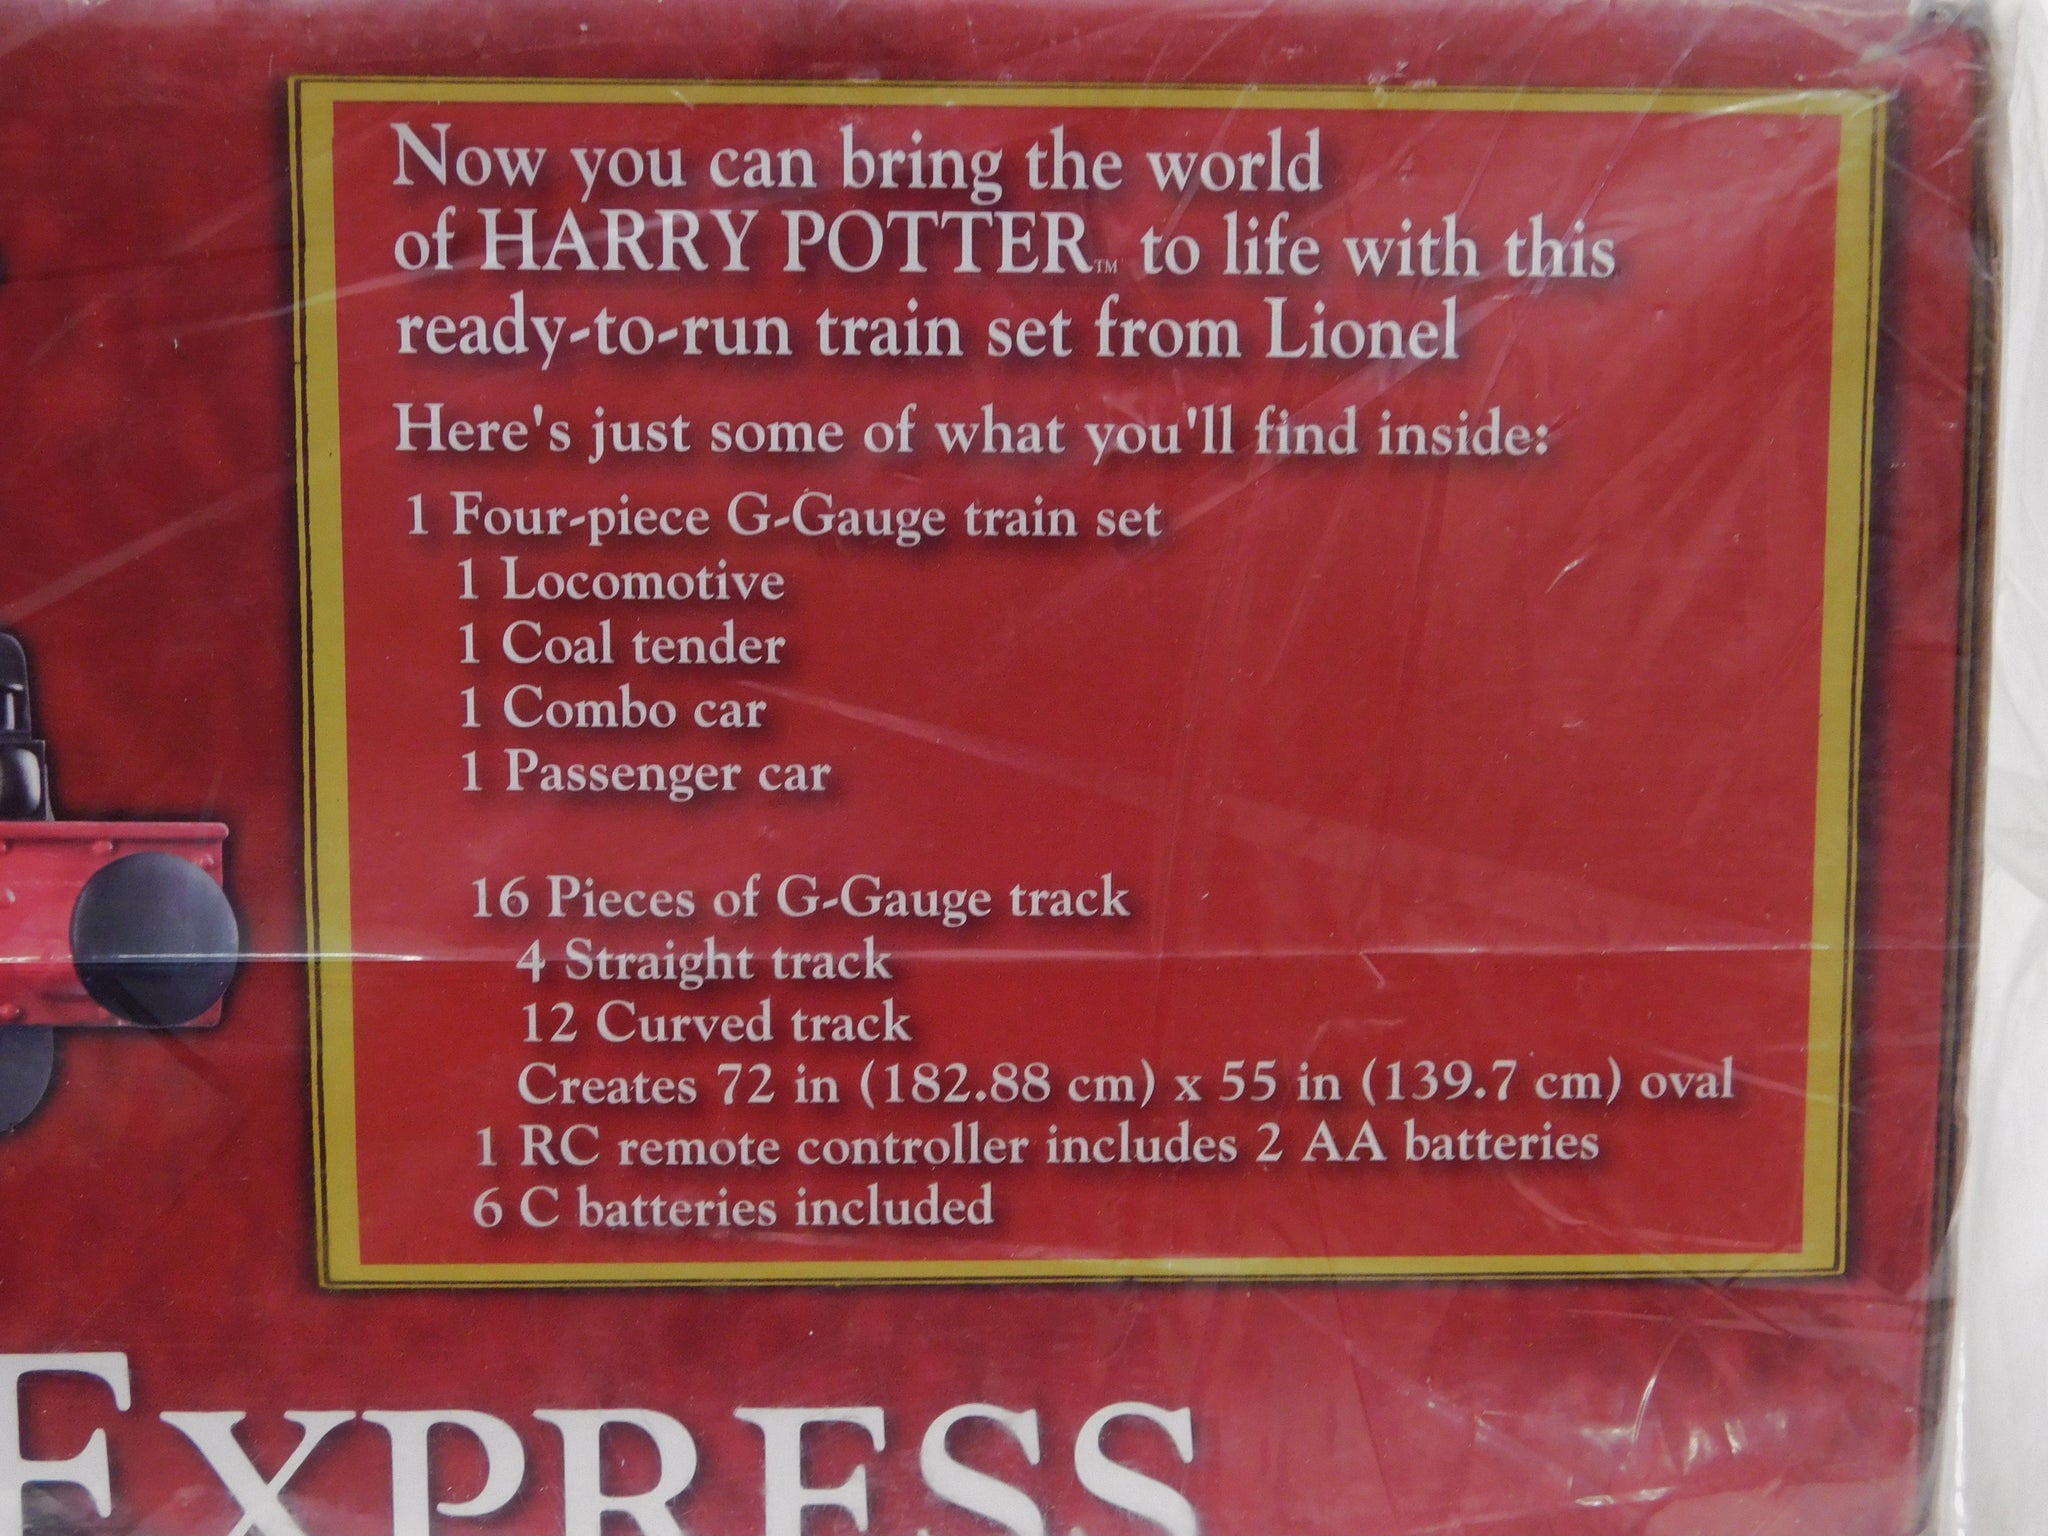 Now you can bring the world
of HARRY POTTER™ to life with this
ready-to-run train set from Lionel
Here's just some of what you'll find inside:
1 Four-piece G-Gauge train set
1 Locomotive
1 Coal tender
1 Combo car
1 Passenger car
16 Pieces of G-Gauge track
4 Straight track
12 Curved track
Creates 72 in (182.88 cm) x 55 in (139.7 cm) oval
1 RC remote controller includes 2 AA batteries
6 C batteries included
EXPRESS